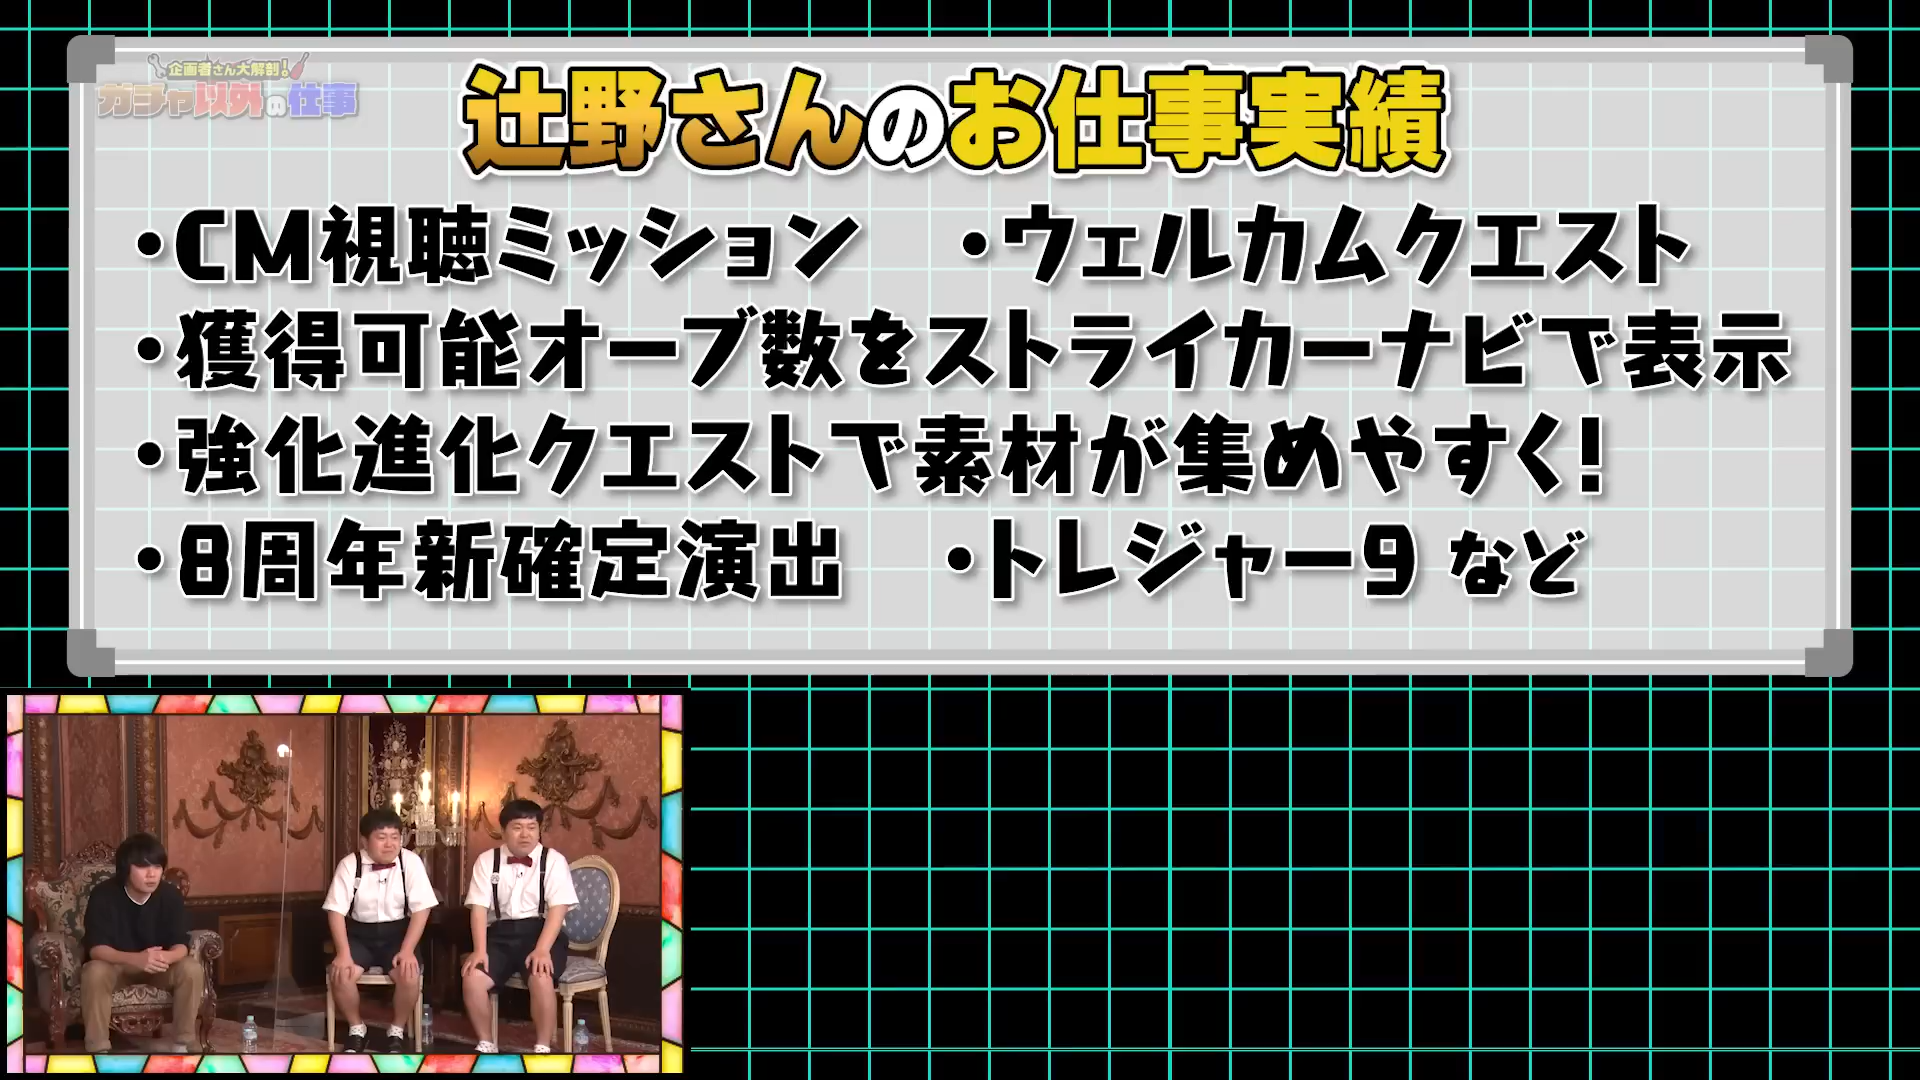 企画者さん大解剖!
ガチャ以外の仕事
辻野さんのお仕事実績
・CM視聴ミッション ・ウェルカムクエスト
・獲得可能オーブ数をストライカーナビで表示
・強化進化クエストで素材が集めやすく!
・8周年新確定演出 ・トレジャー9 など